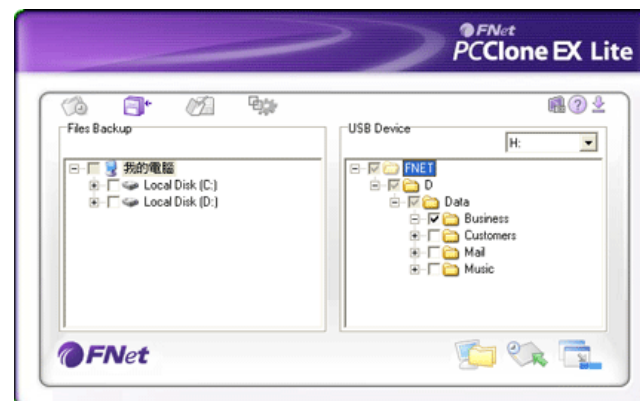 FNet
PCClone EX Lite
Files Backup
我的電腦
Local Disk (C:)
Local Disk (D:)
USB Device
H:
FNET
D
Data
Business
Customers
Mail
Music
FNet